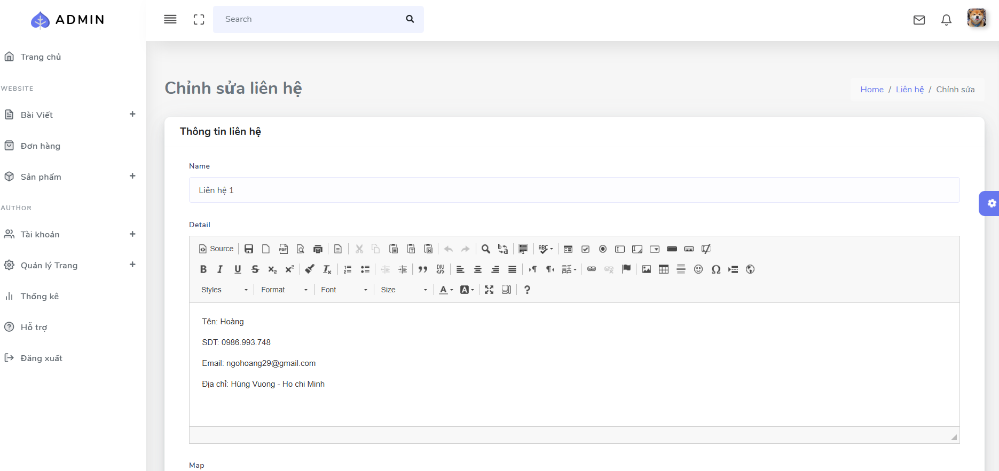 ADMIN
Search
Trang chủ
WEBSITE
Bài Viết
Đơn hàng
Sản phẩm
AUTHOR
Tài khoản
Quản lý Trang
Thống kê
Hỗ trợ
Đăng xuất
Chỉnh sửa liên hệ
Home / Liên hệ / Chỉnh sửa
Thông tin liên hệ
Name
Liên hệ 1
Detail
Source
Styles Format Font Size
Tên: Hoàng
SDT: 0986.993.748
Email: ngohoang29@gmail.com
Địa chỉ: Hùng Vuong - Ho chi Minh
Map